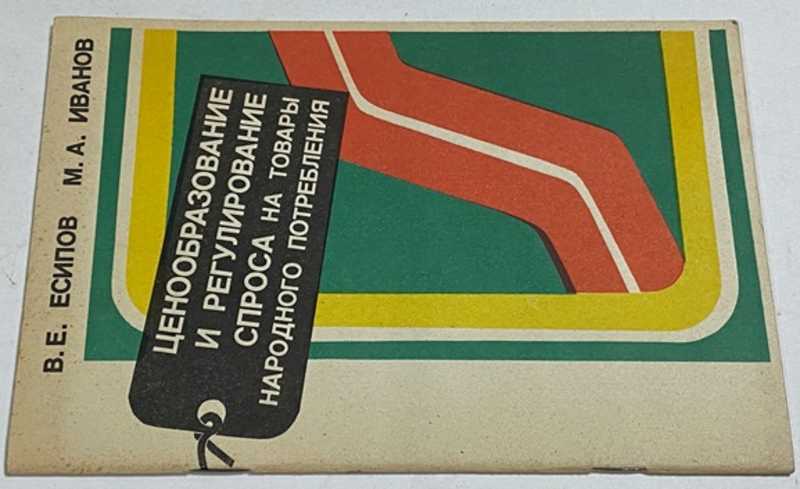 В. Е. ЕСИПОВ М. А. ИВАНОВ
ЦЕНООБРАЗОВАНИЕ
И РЕГУЛИРОВАНИЕ
СПРОСА НА ТОВАРЫ
НАРОДНОГО ПОТРЕБЛЕНИЯ